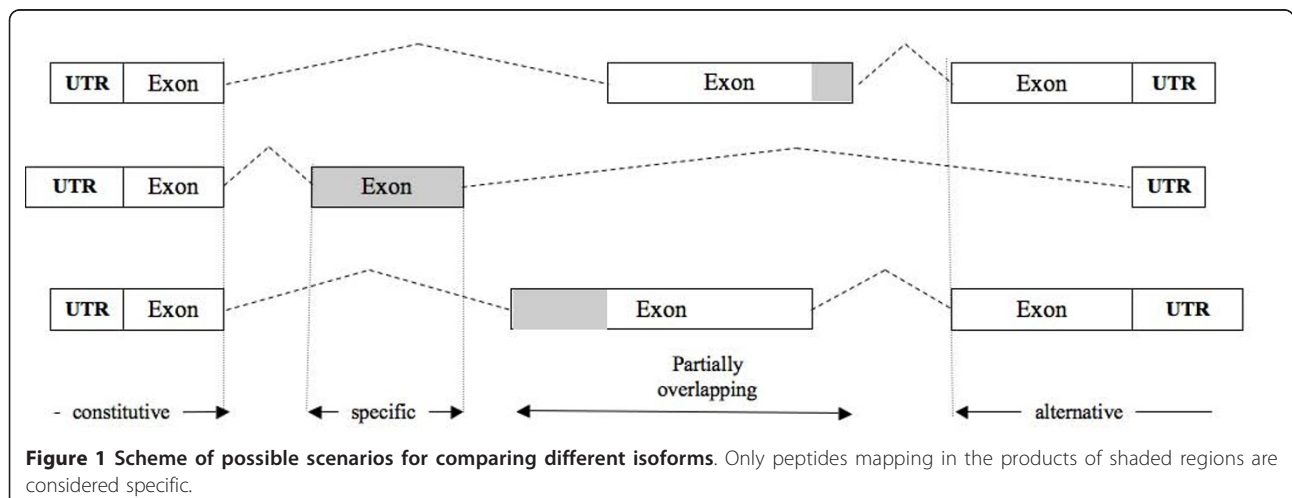 UTR Exon Exon Exon UTR
UTR Exon Exon UTR
UTR Exon Exon Exon UTR
Partially
overlapping
- constitutive specific alternative
Figure 1 Scheme of possible scenarios for comparing different isoforms. Only peptides mapping in the products of shaded regions are
considered specific.